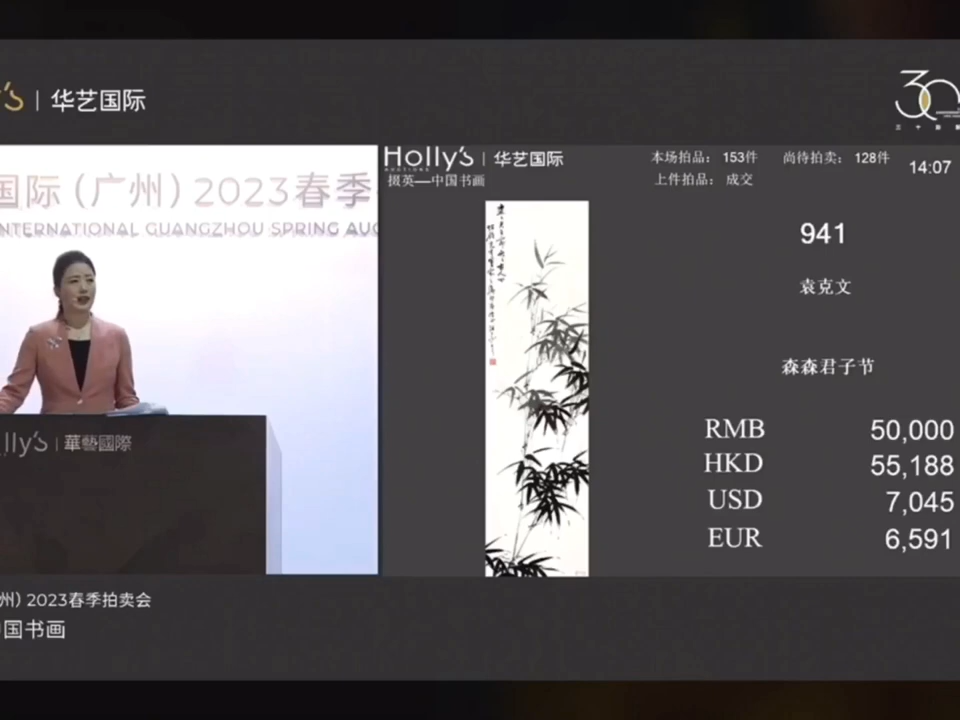 's | 华艺国际
30
国际（广州）2023春季
INTERNATIONAL GUANGZHOU SPRING AUC
lly's | 華藝國際
Holly's | 华艺国际
AUCTIONS
撷英—中国书画
本场拍品： 153件 尚待拍卖： 128件
上件拍品： 成交
14:07
941
袁克文
森森君子节
RMB 50,000
HKD 55,188
USD 7,045
EUR 6,591
州）2023春季拍卖会
国书画